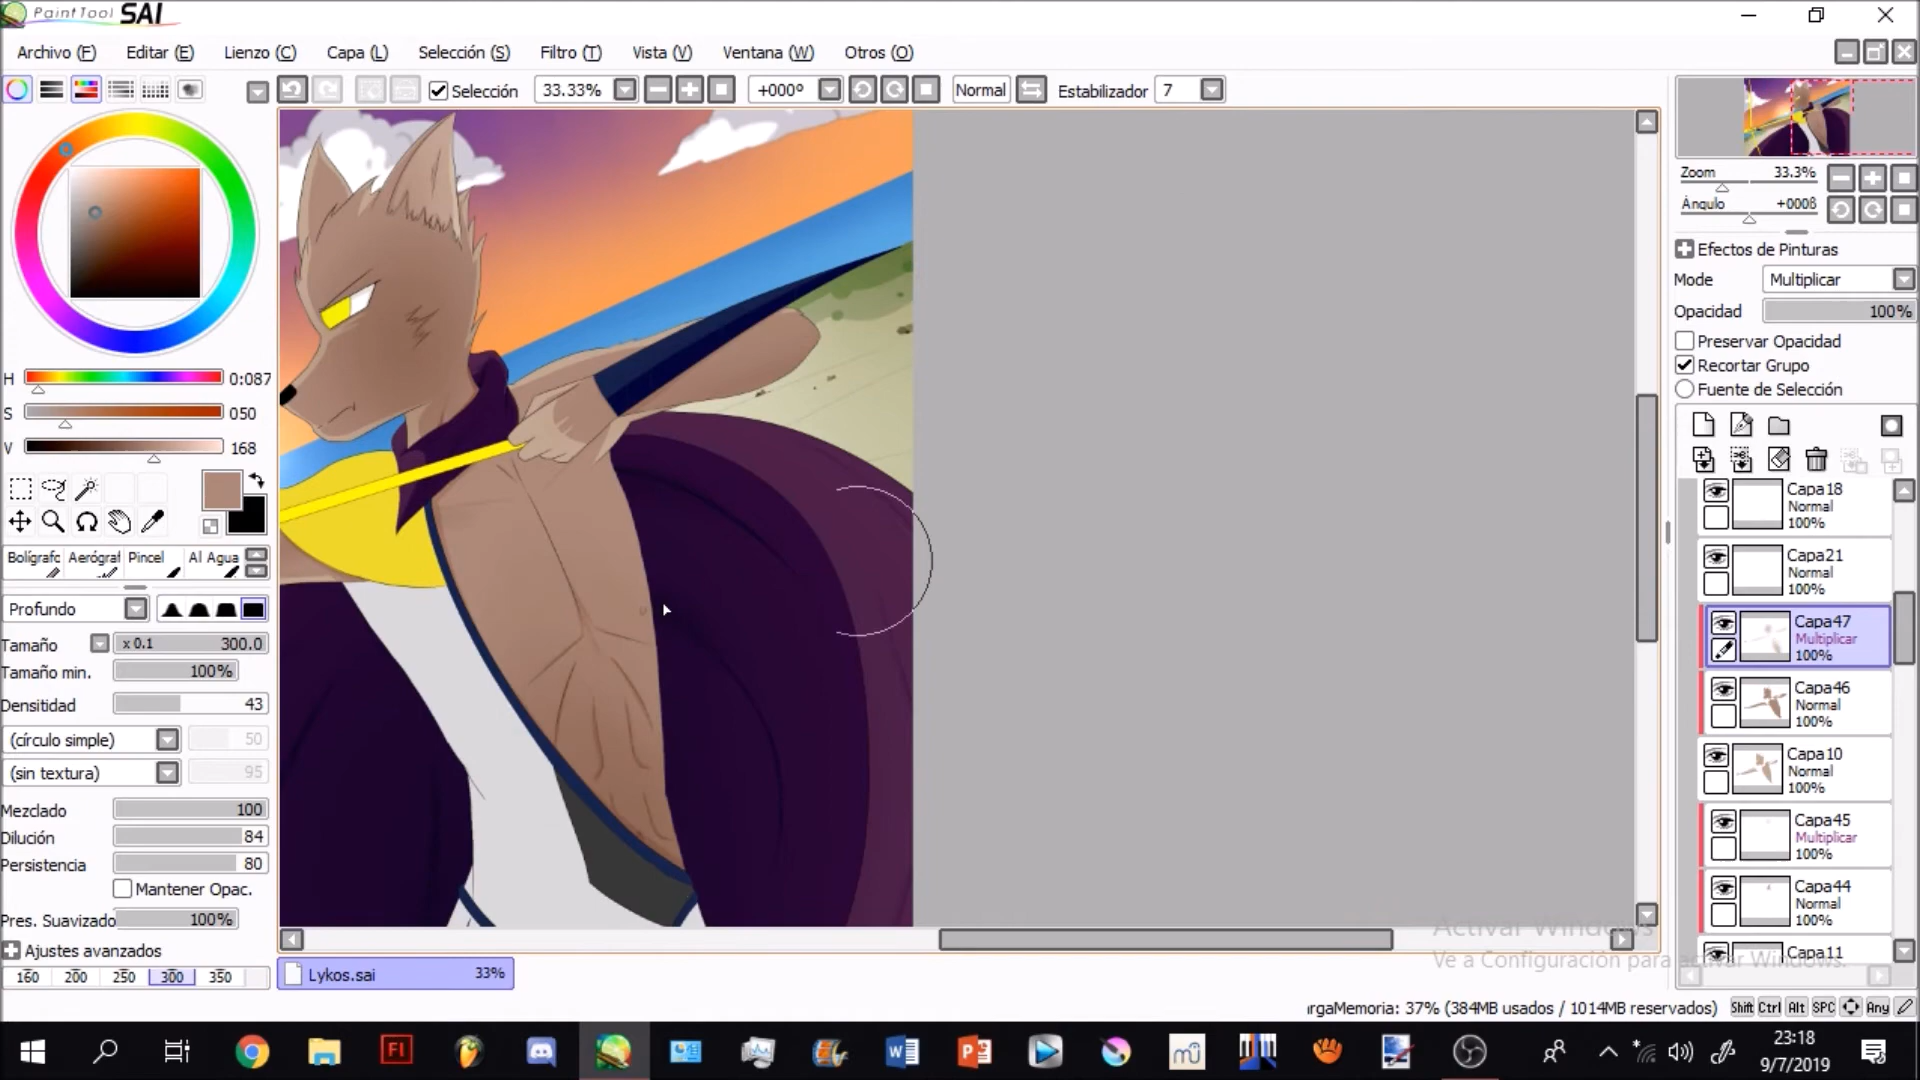 PaintTool SAI
Archivo (F) Editar (E) Lienzo (C) Capa (L) Selección (S) Filtro (T) Vista (V) Ventana (W) Otros (O)
Selección 33.33% +000º Normal Estabilizador 7
Zoom 33.3%
Ángulo +000ß
Efectos de Pinturas
Mode Multiplicar
Opacidad 100%
Preservar Opacidad
Recortar Grupo
Fuente de Selección
H 0:087
S 050
V 168
Bolígrafc Aerógraf Pincel Al Agua
Profundo
Tamaño x 0.1 300.0
Tamaño min. 100%
Densitidad 43
(círculo simple) 50
(sin textura) 95
Mezclado 100
Dilución 84
Persistencia 80
Mantener Opac.
Pres. Suavizado 100%
Ajustes avanzados
160 200 250 300 350
Capa18
Normal
100%
Capa21
Normal
100%
Capa47
Multiplicar
100%
Capa46
Normal
100%
Capa10
Normal
100%
Capa45
Multiplicar
100%
Capa44
Normal
100%
Capa11
Activar Windows
Ve a Configuración para activar Windows.
Lykos.sai 33%
ırgaMemoria: 37% (384MB usados / 1014MB reservados) Shift Ctrl Alt SPC Any
23:18
9/7/2019